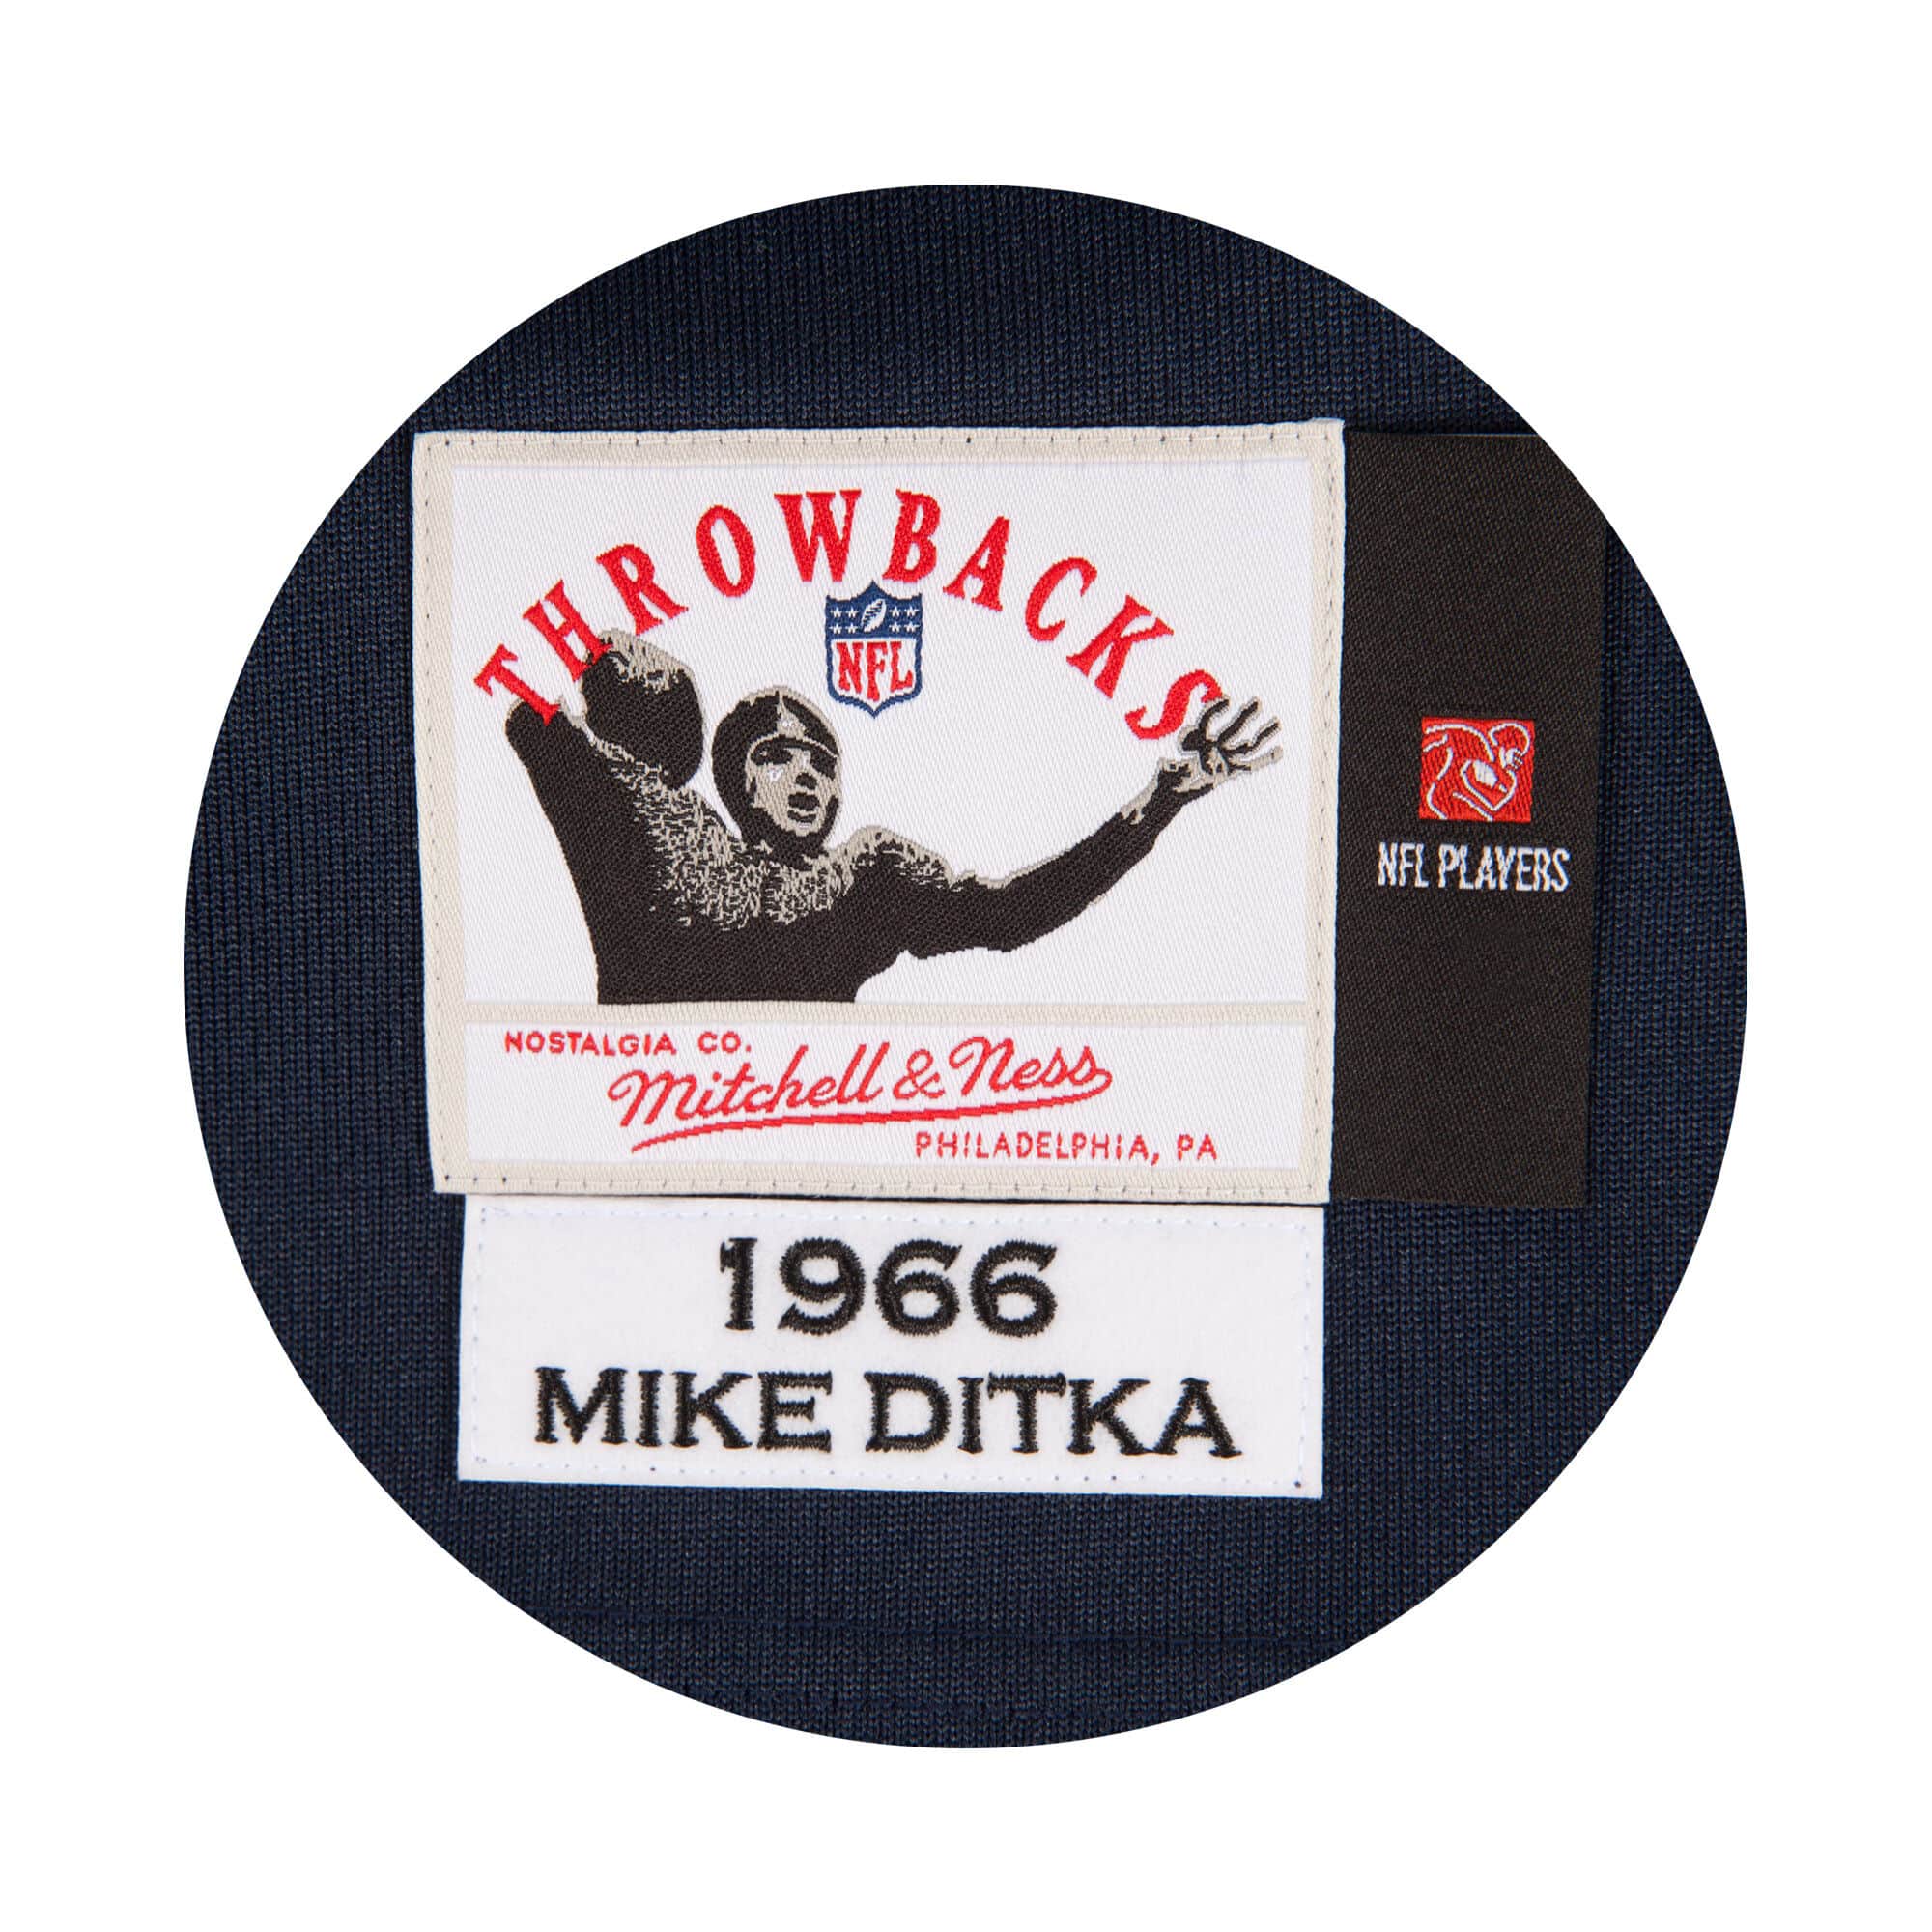 THROWBACKS
NFL
NFL PLAYERS
NOSTALGIA CO.
Mitchell & Ness
PHILADELPHIA, PA
1966
MIKE DITKA